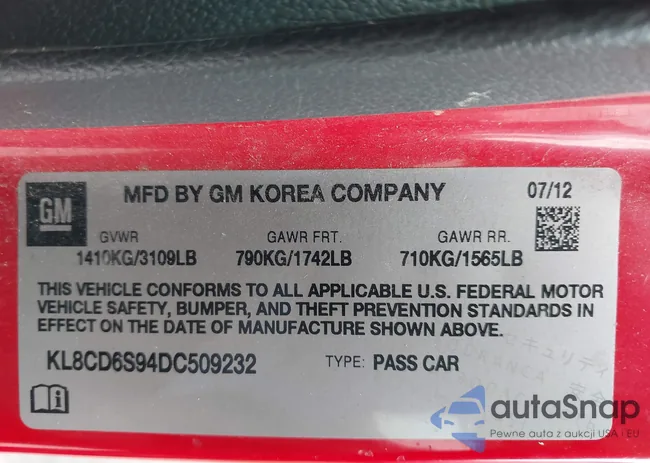 GM
MFD BY GM KOREA COMPANY 07/12
GVWR GAWR FRT. GAWR RR.
1410KG/3109LB 790KG/1742LB 710KG/1565LB
THIS VEHICLE CONFORMS TO ALL APPLICABLE U.S. FEDERAL MOTOR
VEHICLE SAFETY, BUMPER, AND THEFT PREVENTION STANDARDS IN
EFFECT ON THE DATE OF MANUFACTURE SHOWN ABOVE.
KL8CD6S94DC509232 TYPE: PASS CAR
autaSnap
Pewne auta z aukcji USA i EU